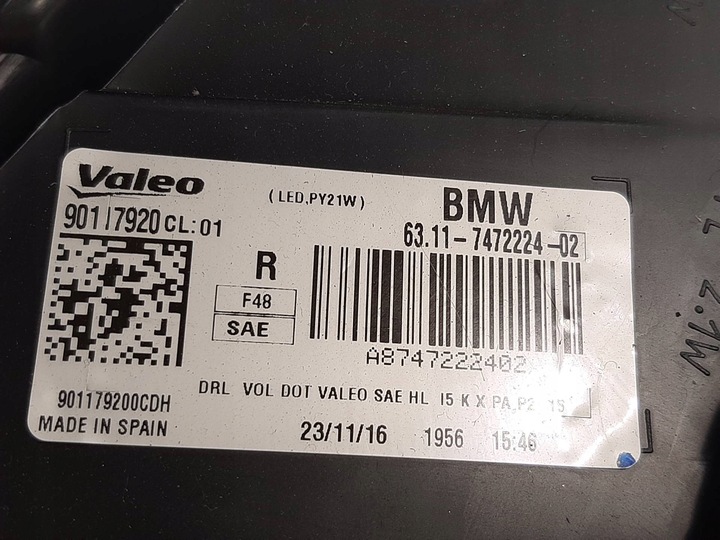 Valeo
(LED,PY21W)
BMW
90117920 CL:01
63.11-7472224-02
R
F48
SAE
A8747222402
DRL VOL DOT VALEO SAE HL I5 K X PA P2 15
901179200CDH
MADE IN SPAIN
23/11/16 1956 15:46